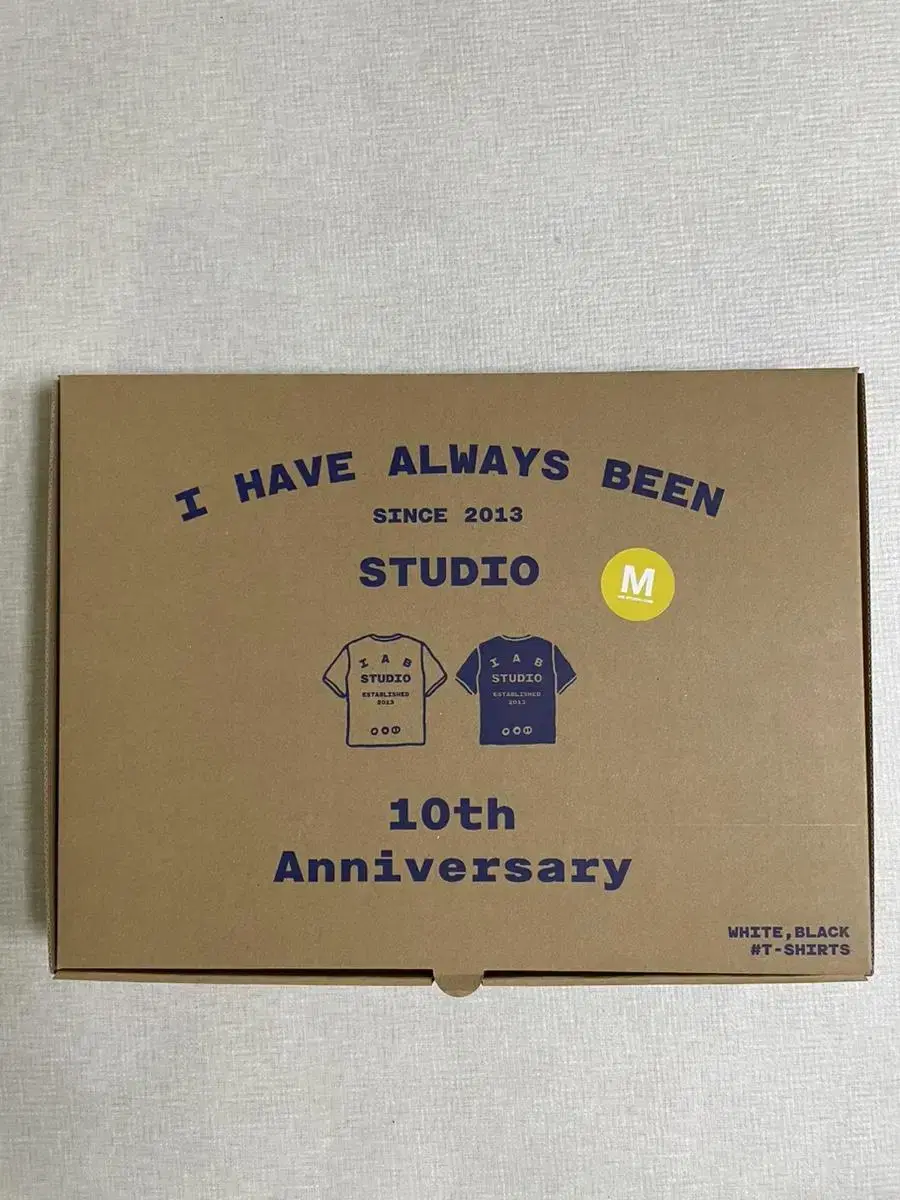 I HAVE ALWAYS BEEN
SINCE 2013
STUDIO
M
I A B
STUDIO
ESTABLISHED
2013
I A B
STUDIO
ESTABLISHED
2013
10th
Anniversary
WHITE,BLACK
#T-SHIRTS